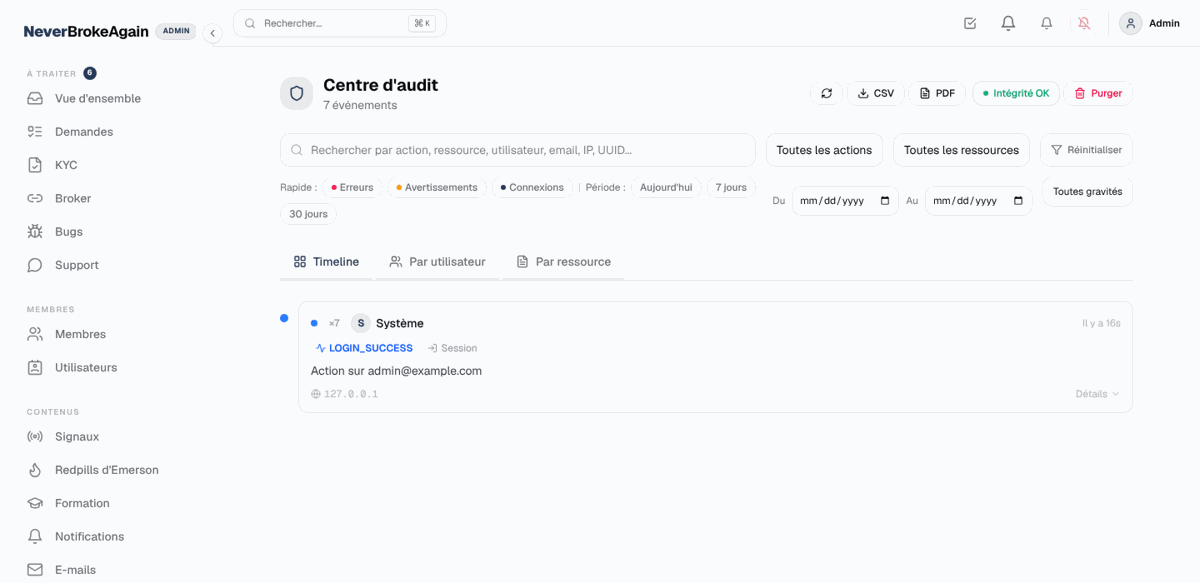 NeverBrokeAgain ADMIN
Rechercher... ⌘K
Admin
À TRAITER 6
Vue d'ensemble
Demandes
KYC
Broker
Bugs
Support
MEMBRES
Membres
Utilisateurs
CONTENUS
Signaux
Redpills d'Emerson
Formation
Notifications
E-mails
Centre d'audit
7 événements
CSV
PDF
Intégrité OK
Purger
Rechercher par action, ressource, utilisateur, email, IP, UUID...
Toutes les actions
Toutes les ressources
Réinitialiser
Rapide : Erreurs Avertissements Connexions | Période : Aujourd'hui 7 jours
30 jours
Du mm/dd/yyyy Au mm/dd/yyyy
Toutes gravités
Timeline Par utilisateur Par ressource
×7 S Système Il y a 16s
LOGIN_SUCCESS Session
Action sur admin@example.com
127.0.0.1 Détails